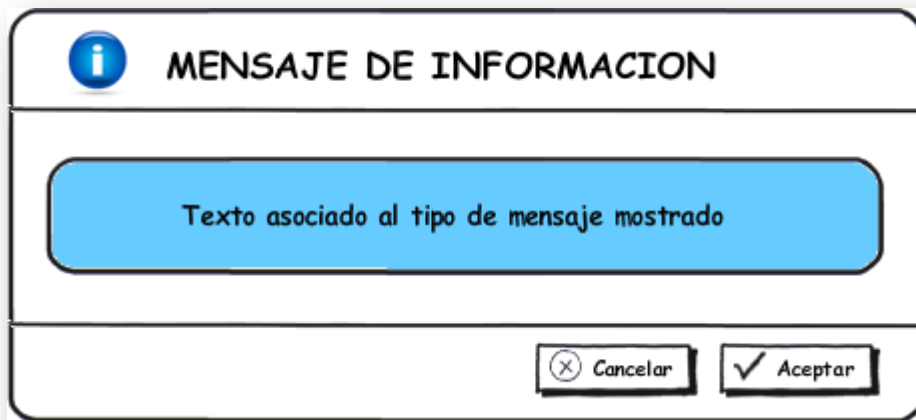 MENSAJE DE INFORMACION
Texto asociado al tipo de mensaje mostrado
Cancelar
Aceptar